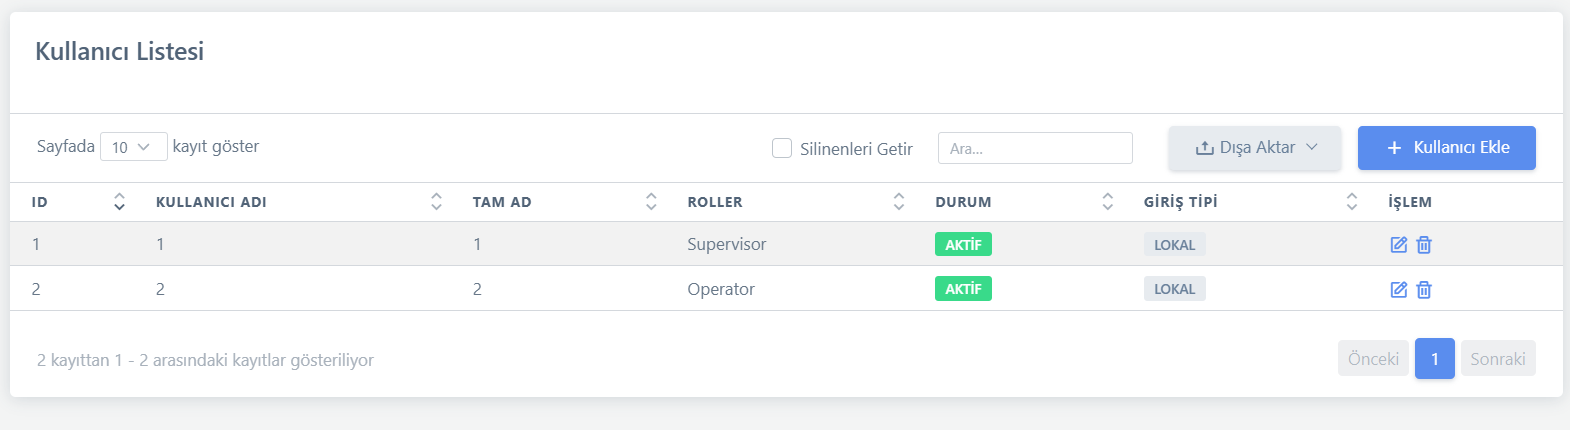 Kullanıcı Listesi
Sayfada 10 kayıt göster Silinenleri Getir Ara... Dışa Aktar + Kullanıcı Ekle
ID KULLANICI ADI TAM AD ROLLER DURUM GİRİŞ TİPİ İŞLEM
1 1 1 Supervisor AKTİF LOKAL
2 2 2 Operator AKTİF LOKAL
2 kayıttan 1 - 2 arasındaki kayıtlar gösteriliyor Önceki 1 Sonraki